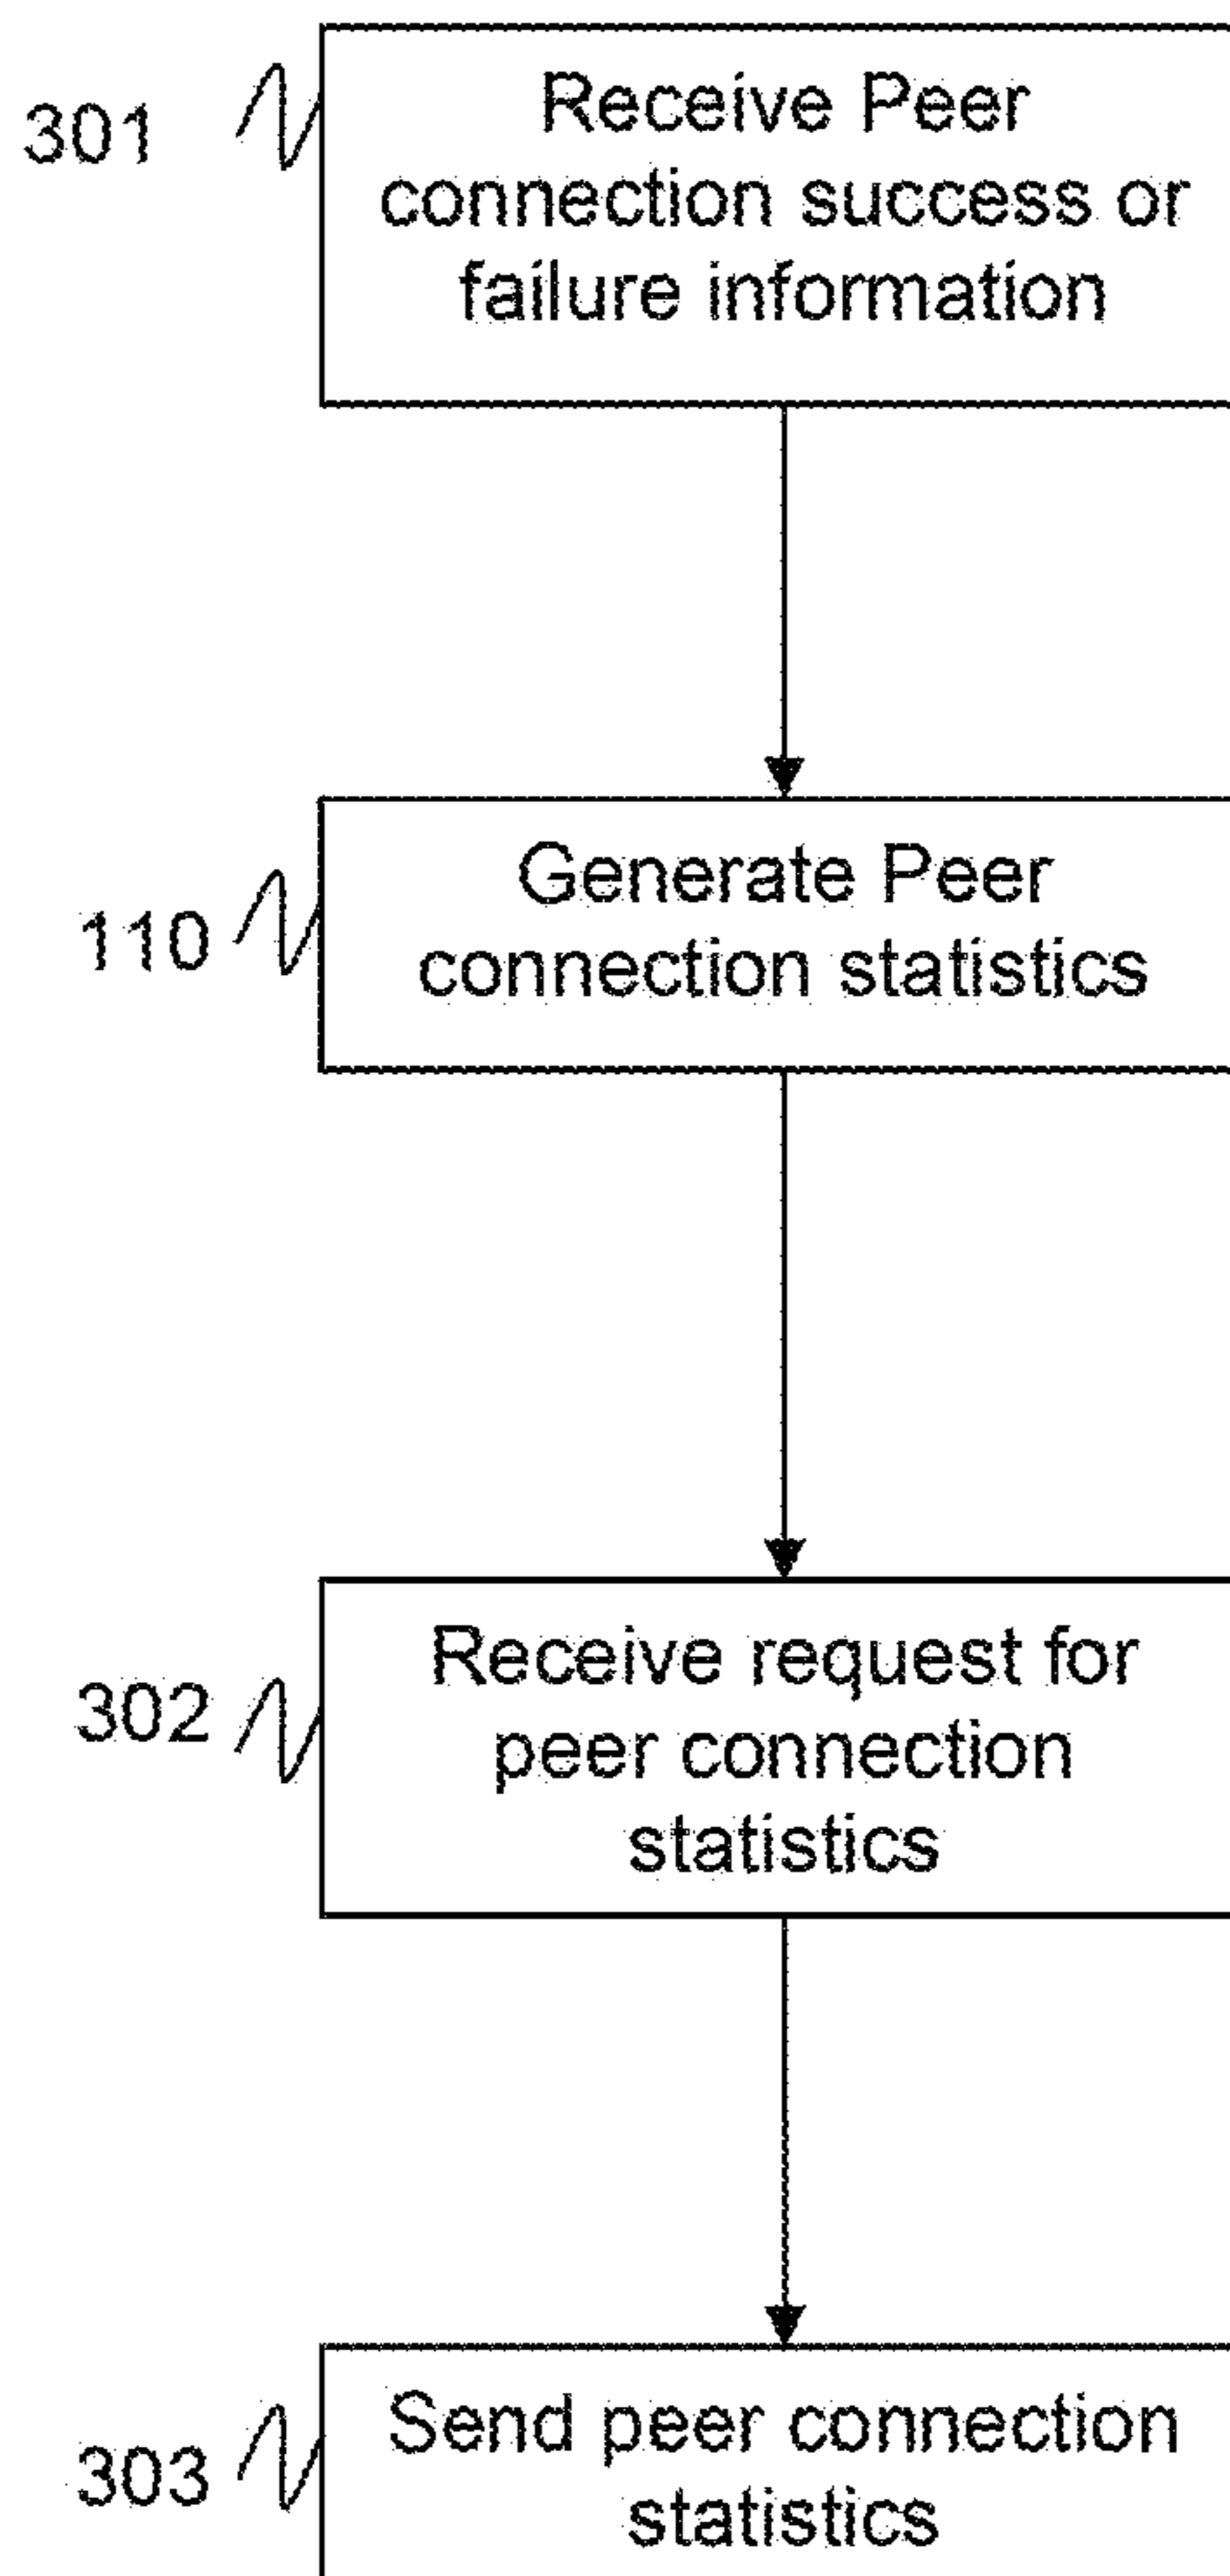 301
Receive Peer
connection success or
failure information
110
Generate Peer
connection statistics
302
Receive request for
peer connection
statistics
303
Send peer connection
statistics